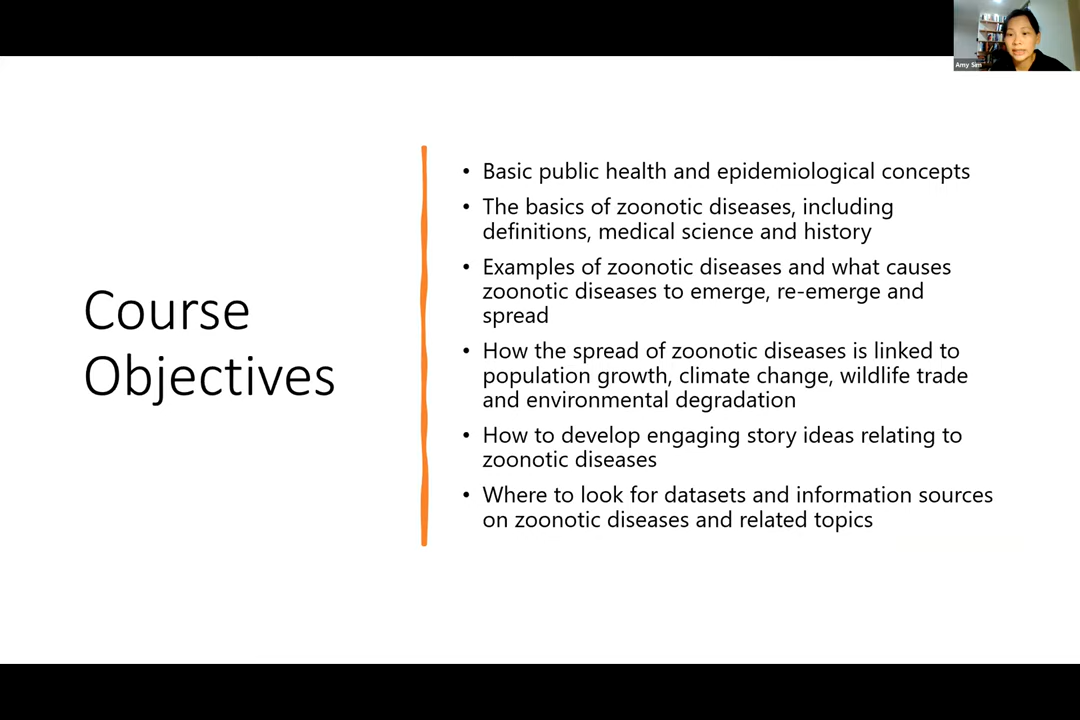 Amy Sim
Course
Objectives
• Basic public health and epidemiological concepts
• The basics of zoonotic diseases, including
definitions, medical science and history
• Examples of zoonotic diseases and what causes
zoonotic diseases to emerge, re-emerge and
spread
• How the spread of zoonotic diseases is linked to
population growth, climate change, wildlife trade
and environmental degradation
• How to develop engaging story ideas relating to
zoonotic diseases
• Where to look for datasets and information sources
on zoonotic diseases and related topics